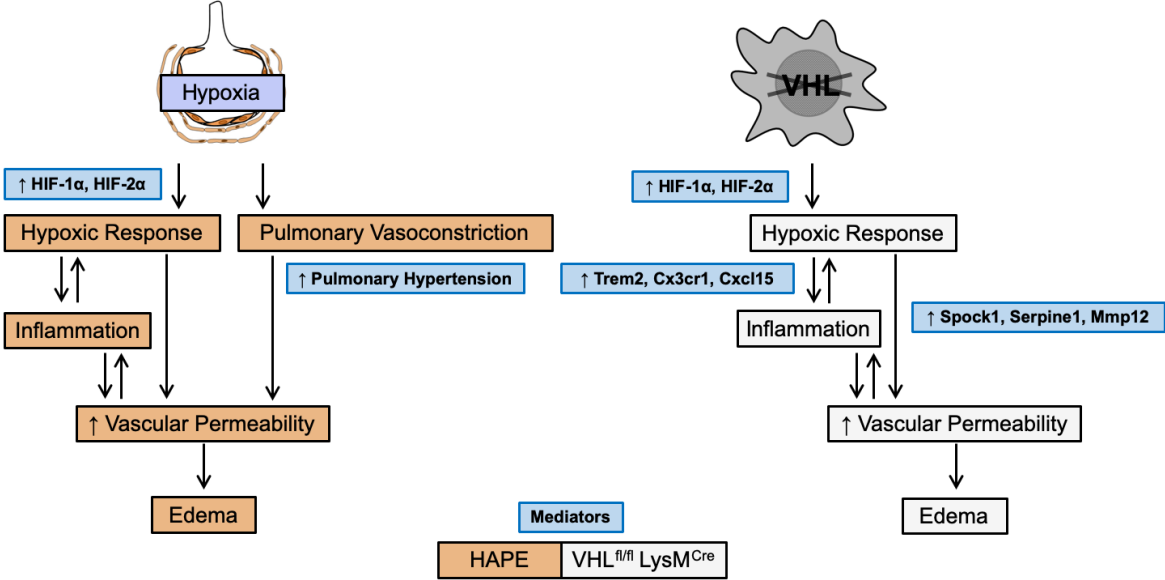 Hypoxia
↑ HIF-1α, HIF-2α
Hypoxic Response
Pulmonary Vasoconstriction
↑ Pulmonary Hypertension
Inflammation
↑ Vascular Permeability
Edema
VHL
↑ HIF-1α, HIF-2α
Hypoxic Response
↑ Trem2, Cx3cr1, Cxcl15
Inflammation
↑ Spock1, Serpine1, Mmp12
↑ Vascular Permeability
Edema
Mediators
HAPE
VHLfl/fl LysMCre